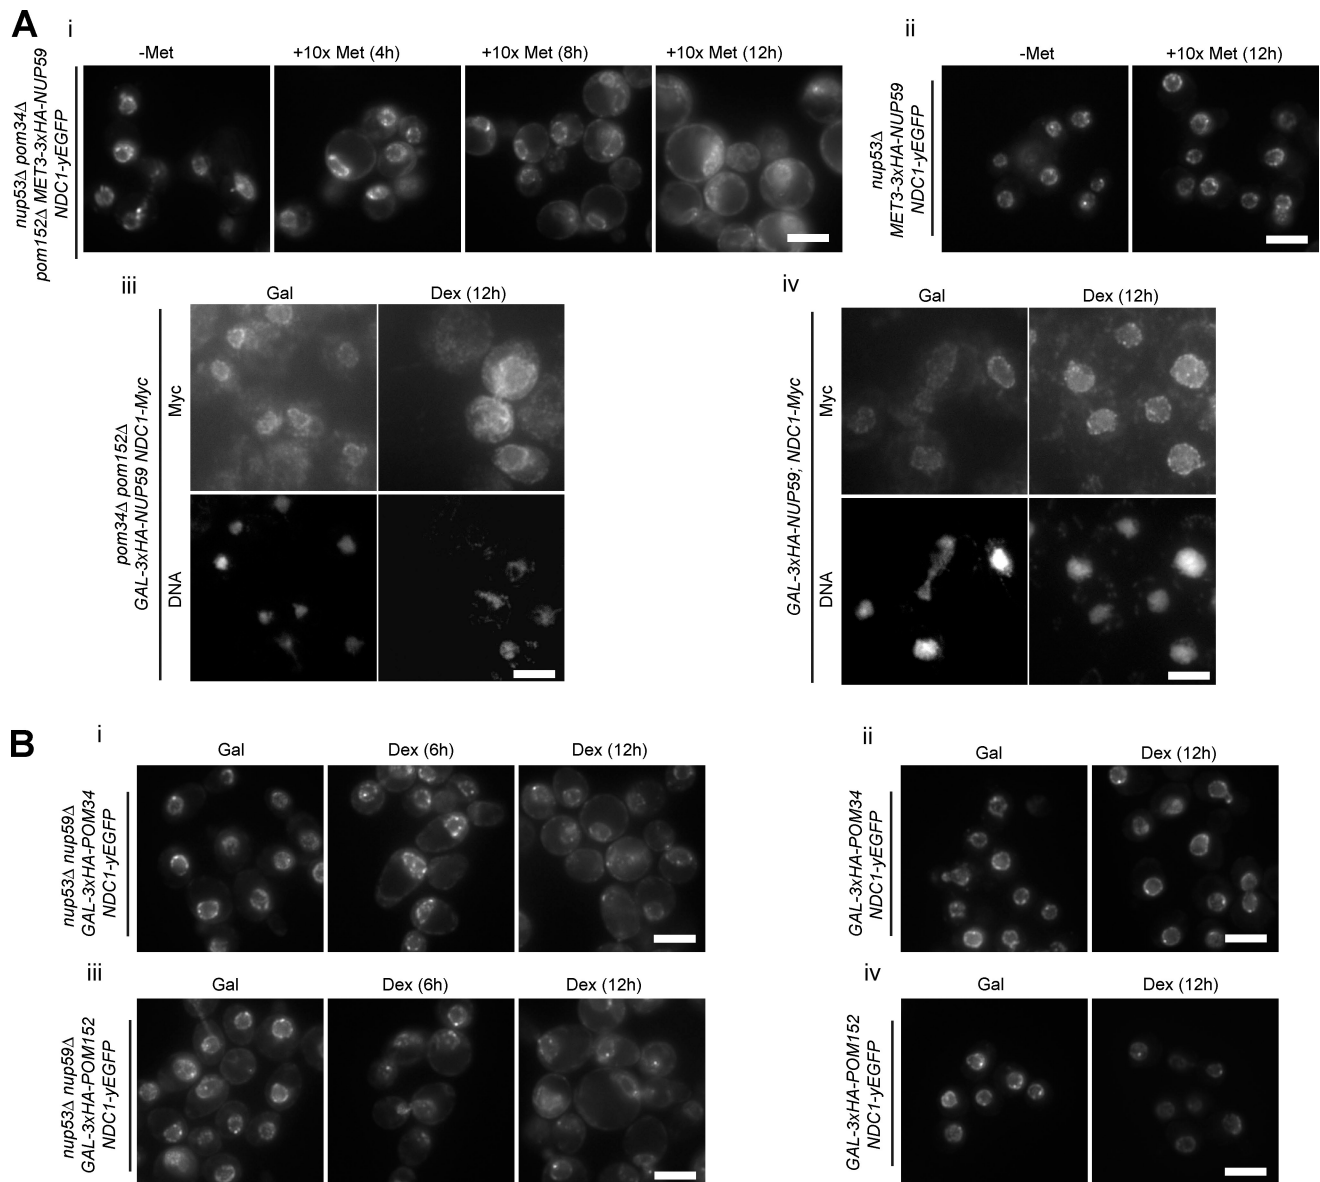 A
i
-Met
+10x Met (4h)
+10x Met (8h)
+10x Met (12h)
nup53Δ pom34Δ
pom152Δ MET3-3xHA-NUP59
NDC1-yEGFP
ii
-Met
+10x Met (12h)
nup53Δ
MET3-3xHA-NUP59
NDC1-yEGFP
iii
Gal
Dex (12h)
pom34Δ pom152Δ
GAL-3xHA-NUP59 NDC1-Myc
Myc
DNA
iv
Gal
Dex (12h)
GAL-3xHA-NUP59; NDC1-Myc
Myc
DNA
B
i
Gal
Dex (6h)
Dex (12h)
nup53Δ nup59Δ
GAL-3xHA-POM34
NDC1-yEGFP
ii
Gal
Dex (12h)
GAL-3xHA-POM34
NDC1-yEGFP
iii
Gal
Dex (6h)
Dex (12h)
nup53Δ nup59Δ
GAL-3xHA-POM152
NDC1-yEGFP
iv
Gal
Dex (12h)
GAL-3xHA-POM152
NDC1-yEGFP